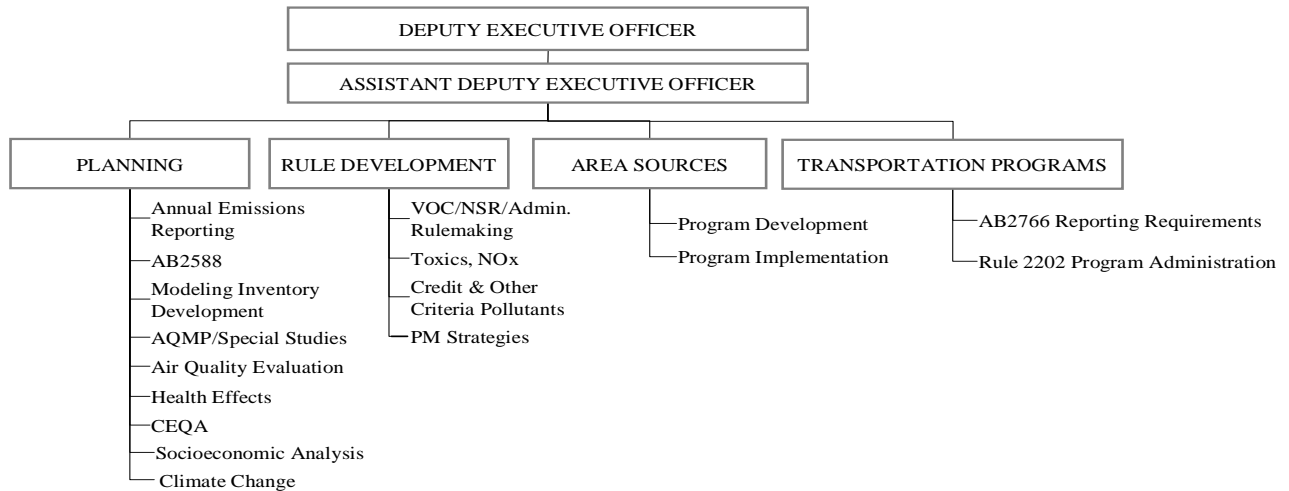 DEPUTY EXECUTIVE OFFICER
ASSISTANT DEPUTY EXECUTIVE OFFICER
PLANNING
Annual Emissions
Reporting
AB2588
Modeling Inventory
Development
AQMP/Special Studies
Air Quality Evaluation
Health Effects
CEQA
Socioeconomic Analysis
Climate Change
RULE DEVELOPMENT
VOC/NSR/Admin.
Rulemaking
Toxics, NOx
Credit & Other
Criteria Pollutants
PM Strategies
AREA SOURCES
Program Development
Program Implementation
TRANSPORTATION PROGRAMS
AB2766 Reporting Requirements
Rule 2202 Program Administration